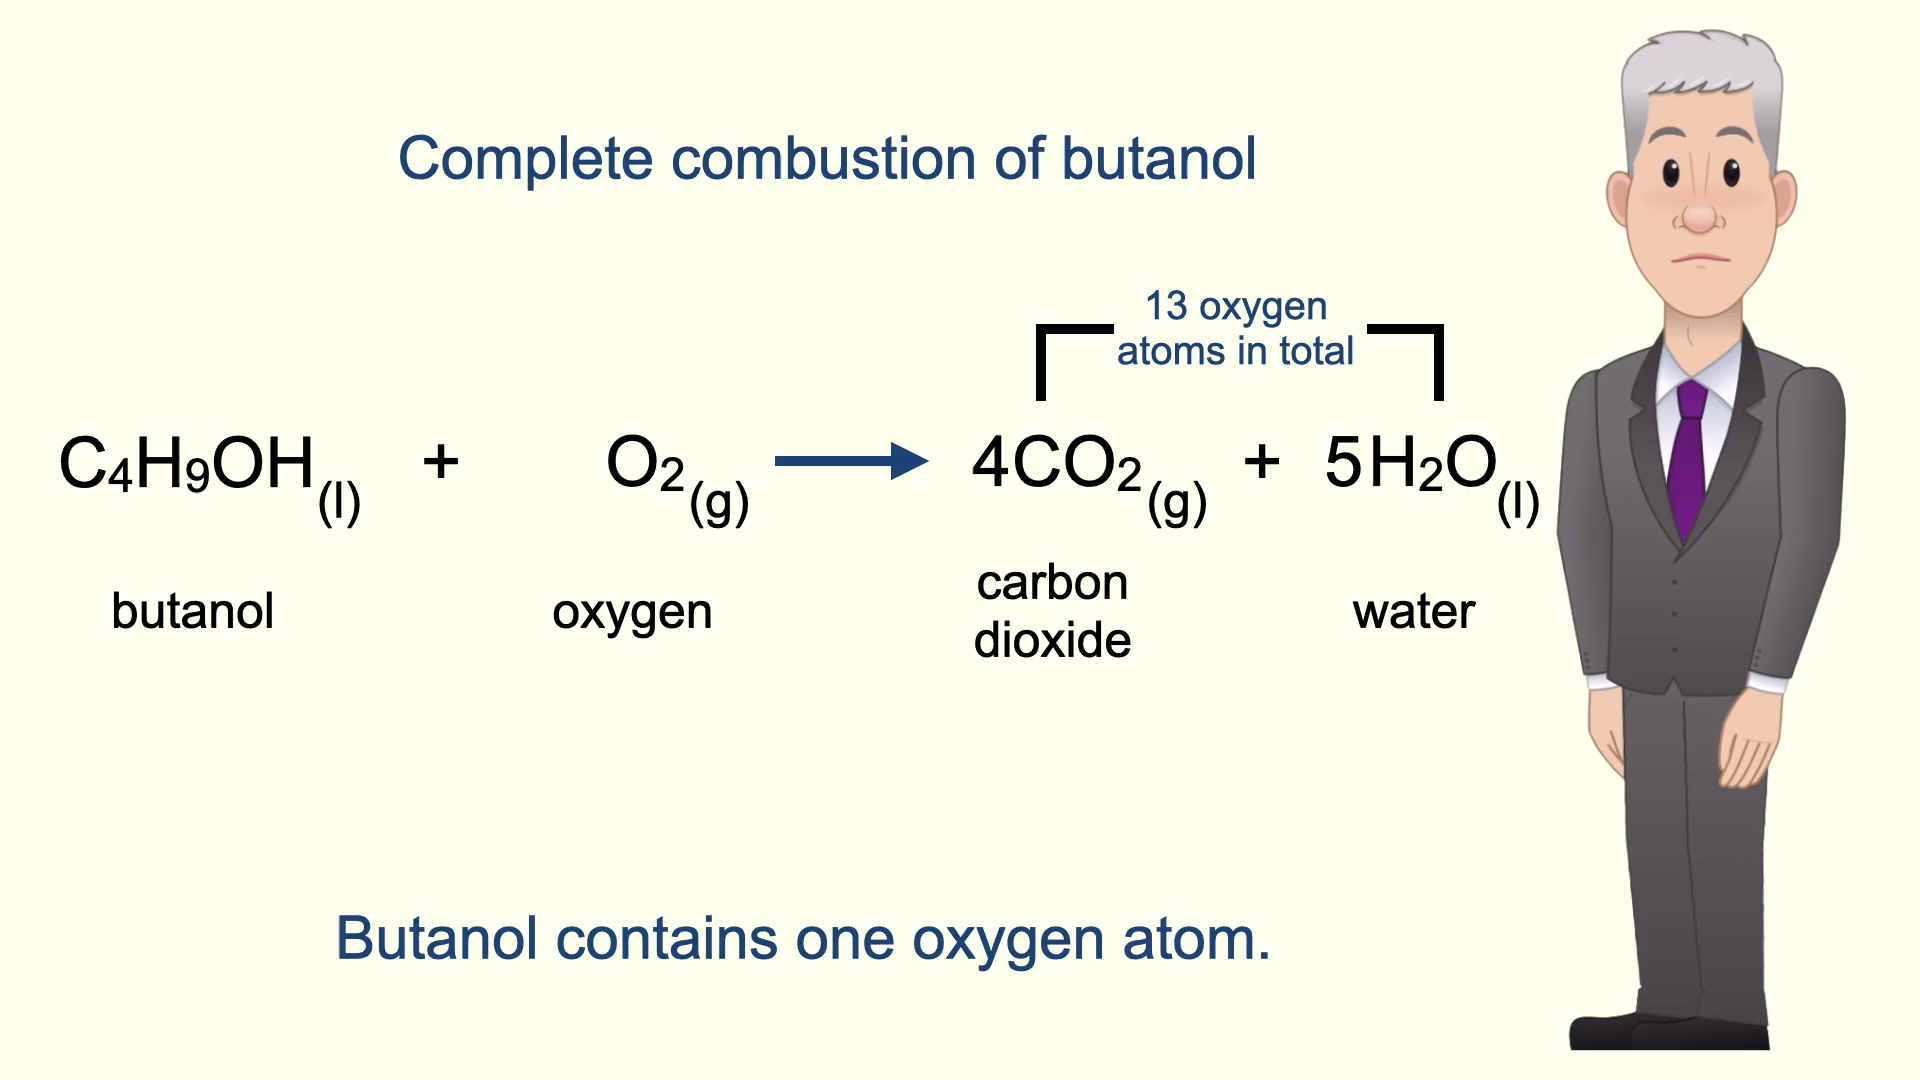 Complete combustion of butanol
13 oxygen
atoms in total
C4H9OH(l) + O2(g) → 4CO2(g) + 5H2O(l)
butanol oxygen carbon dioxide water
Butanol contains one oxygen atom.